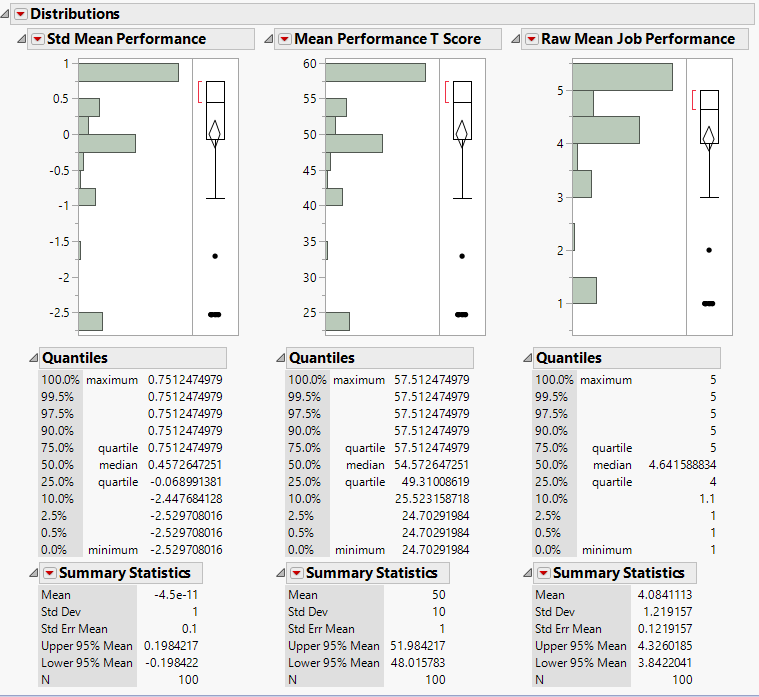 Distributions
Std Mean Performance
1
0.5
0
-0.5
-1
-1.5
-2
-2.5
Quantiles
100.0% maximum 0.7512474979
99.5% 0.7512474979
97.5% 0.7512474979
90.0% 0.7512474979
75.0% quartile 0.7512474979
50.0% median 0.4572647251
25.0% quartile -0.068991381
10.0% -2.447684128
2.5% -2.529708016
0.5% -2.529708016
0.0% minimum -2.529708016
Summary Statistics
Mean -4.5e-11
Std Dev 1
Std Err Mean 0.1
Upper 95% Mean 0.1984217
Lower 95% Mean -0.198422
N 100
Mean Performance T Score
60
55
50
45
40
35
30
25
Quantiles
100.0% maximum 57.512474979
99.5% 57.512474979
97.5% 57.512474979
90.0% 57.512474979
75.0% quartile 57.512474979
50.0% median 54.572647251
25.0% quartile 49.31008619
10.0% 25.523158718
2.5% 24.70291984
0.5% 24.70291984
0.0% minimum 24.70291984
Summary Statistics
Mean 50
Std Dev 10
Std Err Mean 1
Upper 95% Mean 51.984217
Lower 95% Mean 48.015783
N 100
Raw Mean Job Performance
5
4
3
2
1
Quantiles
100.0% maximum 5
99.5% 5
97.5% 5
90.0% 5
75.0% quartile 5
50.0% median 4.641588834
25.0% quartile 4
10.0% 1.1
2.5% 1
0.5% 1
0.0% minimum 1
Summary Statistics
Mean 4.0841113
Std Dev 1.219157
Std Err Mean 0.1219157
Upper 95% Mean 4.3260185
Lower 95% Mean 3.8422041
N 100